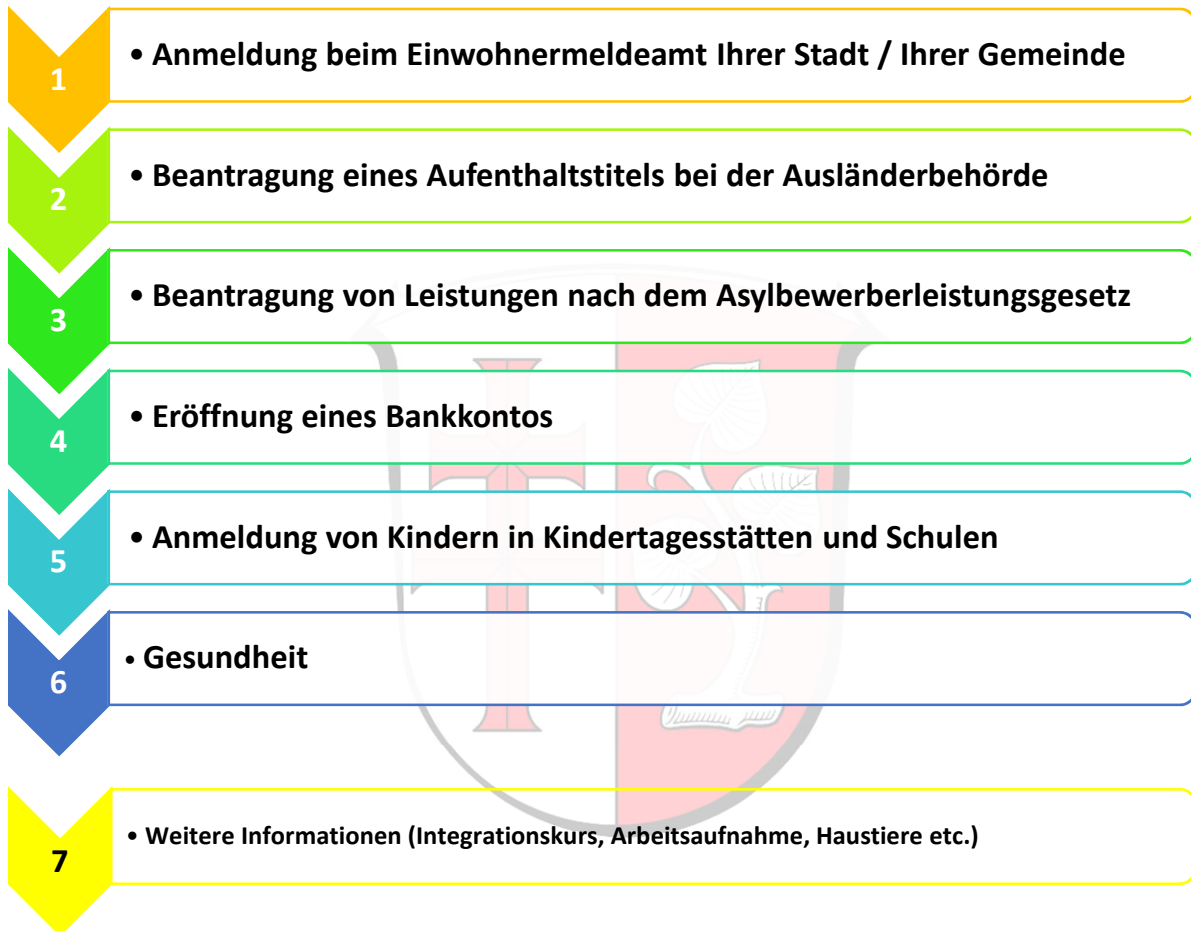 1
• Anmeldung beim Einwohnermeldeamt Ihrer Stadt / Ihrer Gemeinde
2
• Beantragung eines Aufenthaltstitels bei der Ausländerbehörde
3
• Beantragung von Leistungen nach dem Asylbewerberleistungsgesetz
4
• Eröffnung eines Bankkontos
5
• Anmeldung von Kindern in Kindertagesstätten und Schulen
6
• Gesundheit
7
• Weitere Informationen (Integrationskurs, Arbeitsaufnahme, Haustiere etc.)